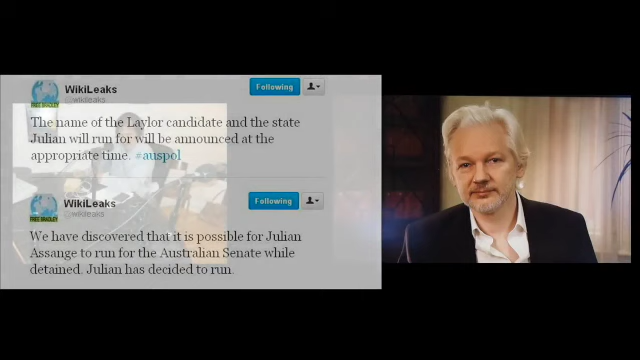 WikiLeaks
@wikileaks
Following
FREE BRADLEY
The name of the Laylor candidate and the state
Julian will run for will be announced at the
appropriate time. #auspol
WikiLeaks
@wikileaks
Following
FREE BRADLEY
We have discovered that it is possible for Julian
Assange to run for the Australian Senate while
detained. Julian has decided to run.